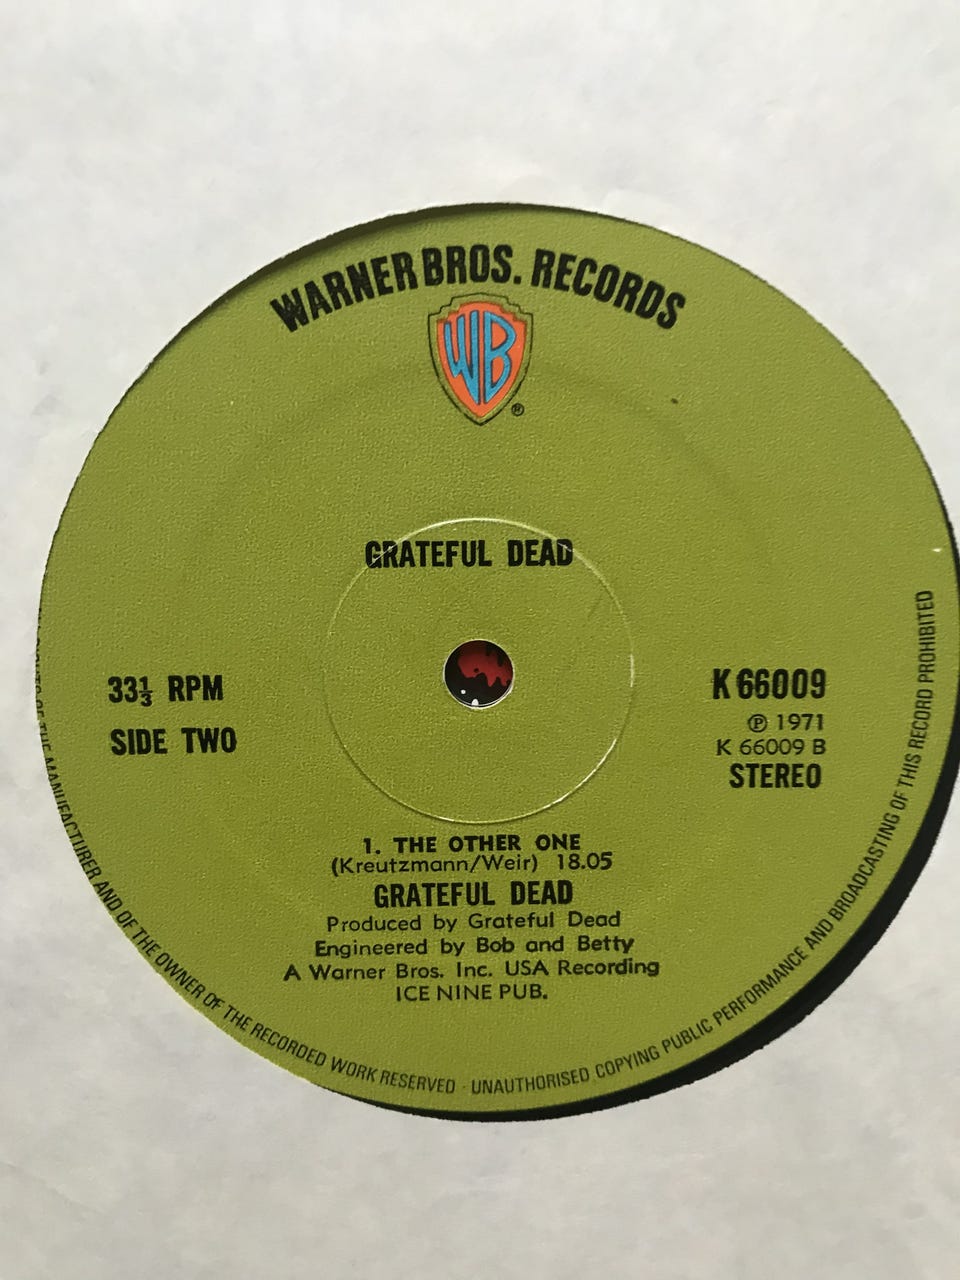 WARNER BROS. RECORDS
WB
®
GRATEFUL DEAD
33⅓ RPM
SIDE TWO
K 66009
℗ 1971
K 66009 B
STEREO
1. THE OTHER ONE
(Kreutzmann/Weir) 18.05
GRATEFUL DEAD
Produced by Grateful Dead
Engineered by Bob and Betty
A Warner Bros. Inc. USA Recording
ICE NINE PUB.
OF THE MANUFACTURER AND OF THE OWNER OF THE RECORDED WORK RESERVED · UNAUTHORISED COPYING PUBLIC PERFORMANCE AND BROADCASTING OF THIS RECORD PROHIBITED